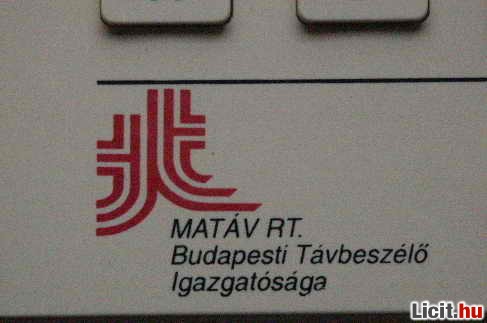 MATÁV RT.
Budapesti Távbeszélő
Igazgatósága
Licit.hu